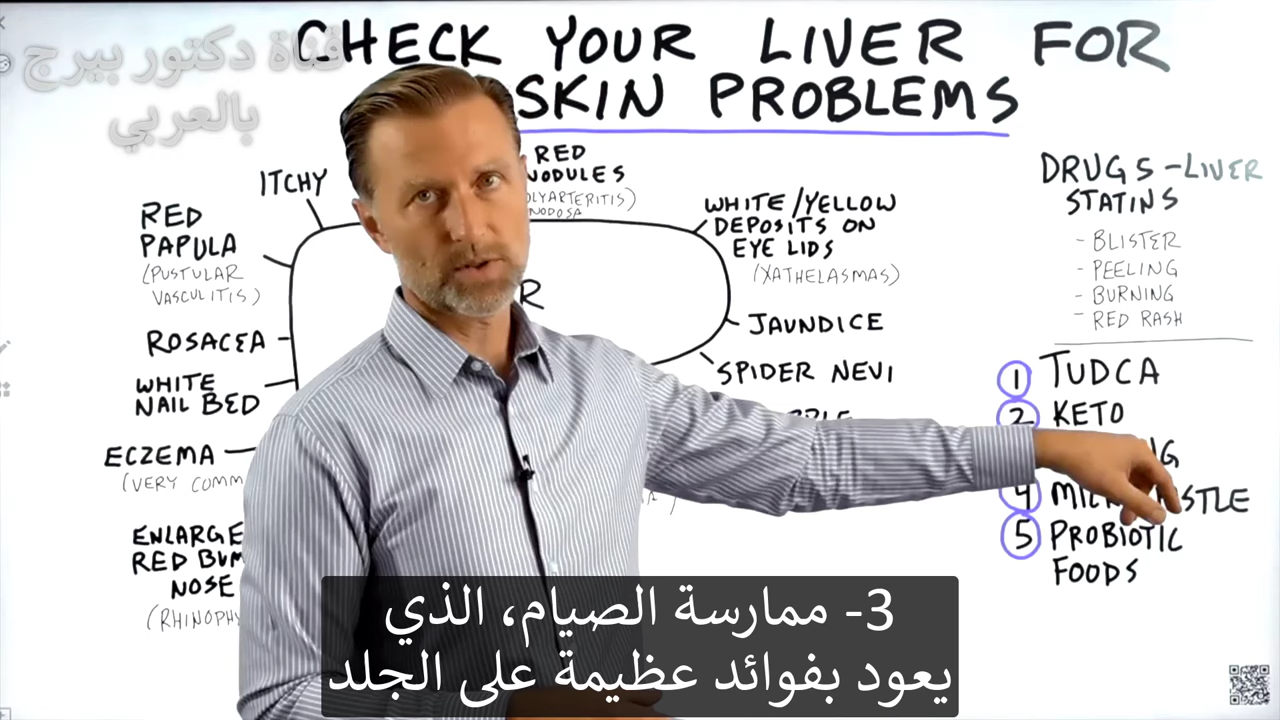 قناة دكتور بيرج
بالعربي
CHECK YOUR LIVER FOR
SKIN PROBLEMS
ITCHY
RED
NODULES
NODOSA
RED
PAPULA
(PUSTULAR
VASCULITIS)
ROSACEA
WHITE
NAIL BED
ECZEMA
(VERY
RED
NOSE
WHITE/YELLOW
DEPOSITS ON
EYE LIDS
(XATHELASMAS)
JAUNDICE
SPIDER NEVI
DRUGS-LIVER
STATINS
- BLISTER
- PEELING
- BURNING
- RED RASH
1 TUDCA
2 KETO
4
5 PROBIOTIC
FOODS
3- ممارسة الصيام، الذي
يعود بفوائد عظيمة على الجلد